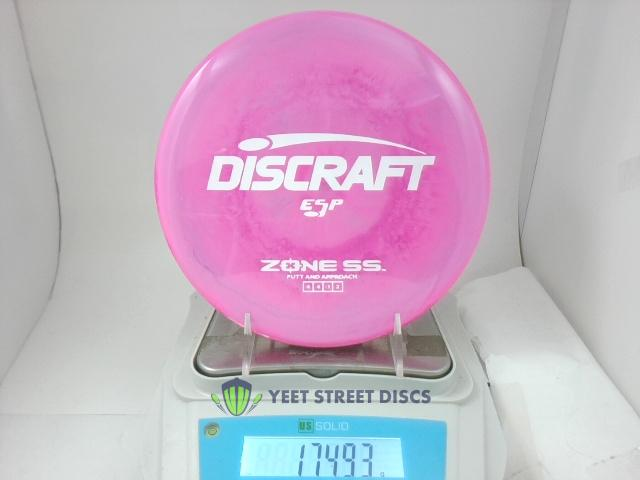 DISCRAFT
ESP
ZONE SS
PUTT AND APPROACH
YEET STREET DISCS
US SOLID
174.93 g